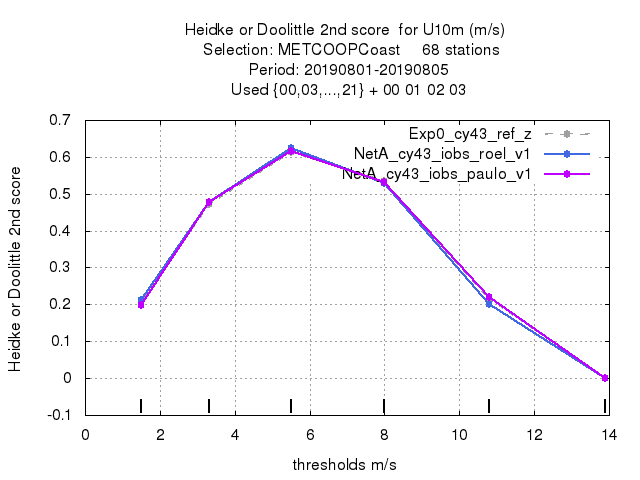 Heidke or Doolittle 2nd score  for U10m (m/s)
Selection: METCOOPCoast     68 stations
Period: 20190801-20190805
Used {00,03,...,21} + 00 01 02 03
Exp0_cy43_ref_z
NetA_cy43_iobs_roel_v1
NetA_cy43_iobs_paulo_v1
Heidke or Doolittle 2nd score
0.7
0.6
0.5
0.4
0.3
0.2
0.1
0
-0.1
0 2 4 6 8 10 12 14
thresholds m/s